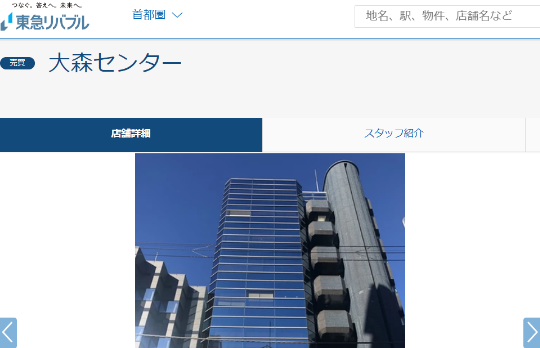 つなぐ。答えへ。未来へ。
東急リバブル
首都圏
地名、駅、物件、店舗名など
売買
大森センター
店舗詳細
スタッフ紹介